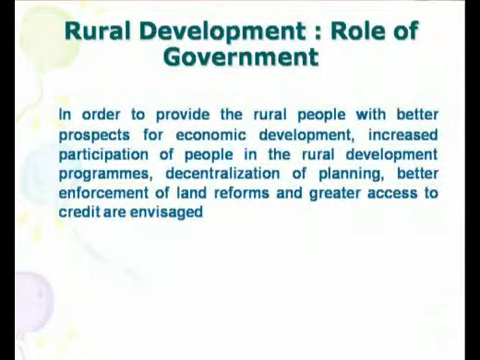 Rural Development : Role of
Government
In order to provide the rural people with better
prospects for economic development, increased
participation of people in the rural development
programmes, decentralization of planning, better
enforcement of land reforms and greater access to
credit are envisaged